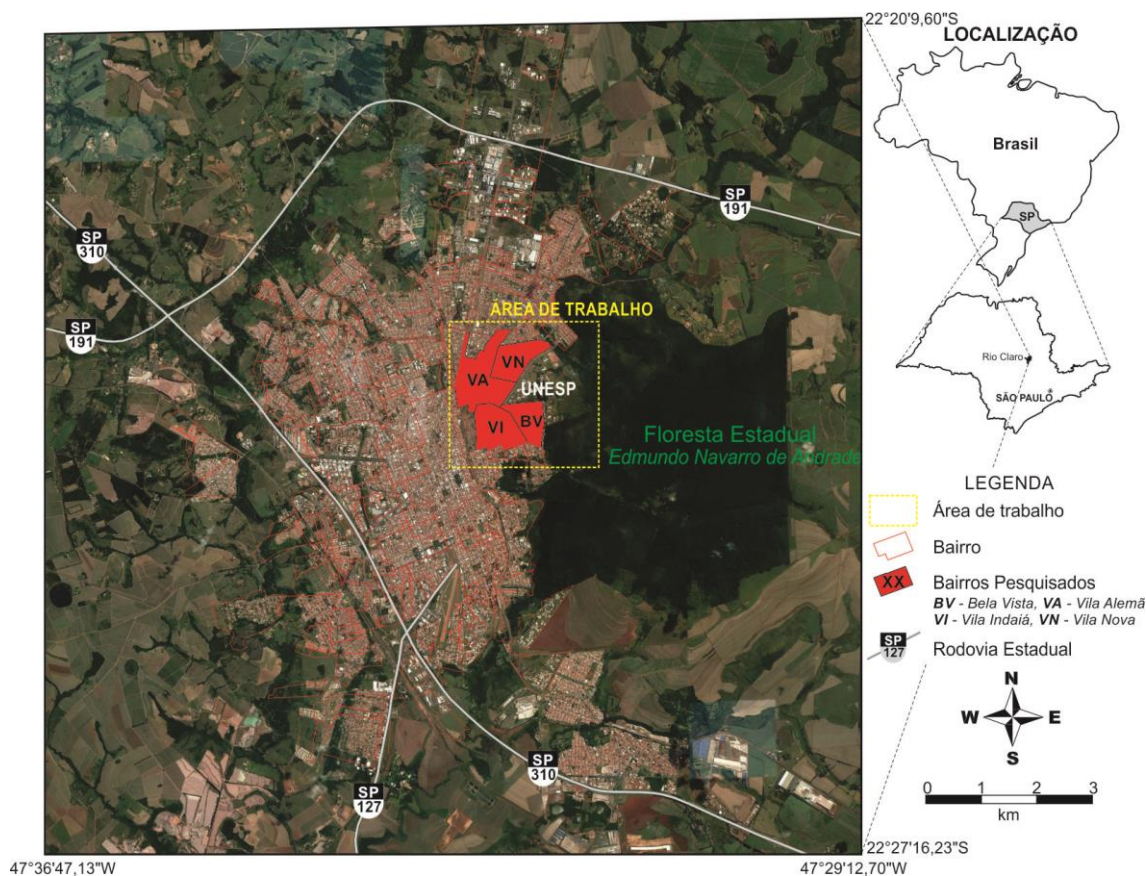 22°20'9,60"S
LOCALIZAÇÃO
Brasil
SP
Rio Claro
SÃO PAULO
SP
191
SP
310
SP
191
ÁREA DE TRABALHO
VN
VA
UNESP
VI
BV
Floresta Estadual
Edmundo Navarro de Andrade
SP
310
SP
127
LEGENDA
Área de trabalho
Bairro
XX
Bairros Pesquisados
BV - Bela Vista, VA - Vila Alemã
VI - Vila Indaiá, VN - Vila Nova
SP
127
Rodovia Estadual
N
W
E
S
0 1 2 3
km
22°27'16,23"S
47°36'47,13"W
47°29'12,70"W